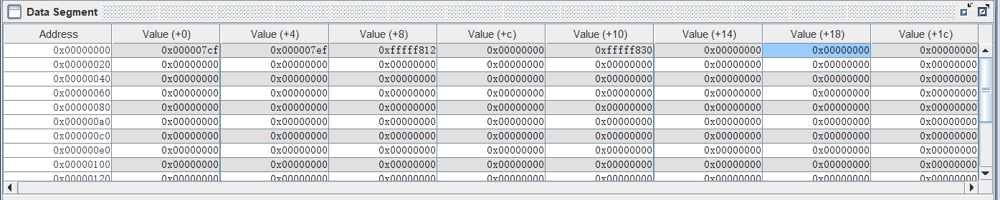 Data Segment
Address Value (+0) Value (+4) Value (+8) Value (+c) Value (+10) Value (+14) Value (+18) Value (+1c)
0x00000000 0x000007cf 0x000007ef 0xfffff812 0x00000000 0xfffff830 0x00000000 0x00000000 0x00000000
0x00000020 0x00000000 0x00000000 0x00000000 0x00000000 0x00000000 0x00000000 0x00000000 0x00000000
0x00000040 0x00000000 0x00000000 0x00000000 0x00000000 0x00000000 0x00000000 0x00000000 0x00000000
0x00000060 0x00000000 0x00000000 0x00000000 0x00000000 0x00000000 0x00000000 0x00000000 0x00000000
0x00000080 0x00000000 0x00000000 0x00000000 0x00000000 0x00000000 0x00000000 0x00000000 0x00000000
0x000000a0 0x00000000 0x00000000 0x00000000 0x00000000 0x00000000 0x00000000 0x00000000 0x00000000
0x000000c0 0x00000000 0x00000000 0x00000000 0x00000000 0x00000000 0x00000000 0x00000000 0x00000000
0x000000e0 0x00000000 0x00000000 0x00000000 0x00000000 0x00000000 0x00000000 0x00000000 0x00000000
0x00000100 0x00000000 0x00000000 0x00000000 0x00000000 0x00000000 0x00000000 0x00000000 0x00000000
0x00000120 0x00000000 0x00000000 0x00000000 0x00000000 0x00000000 0x00000000 0x00000000 0x00000000